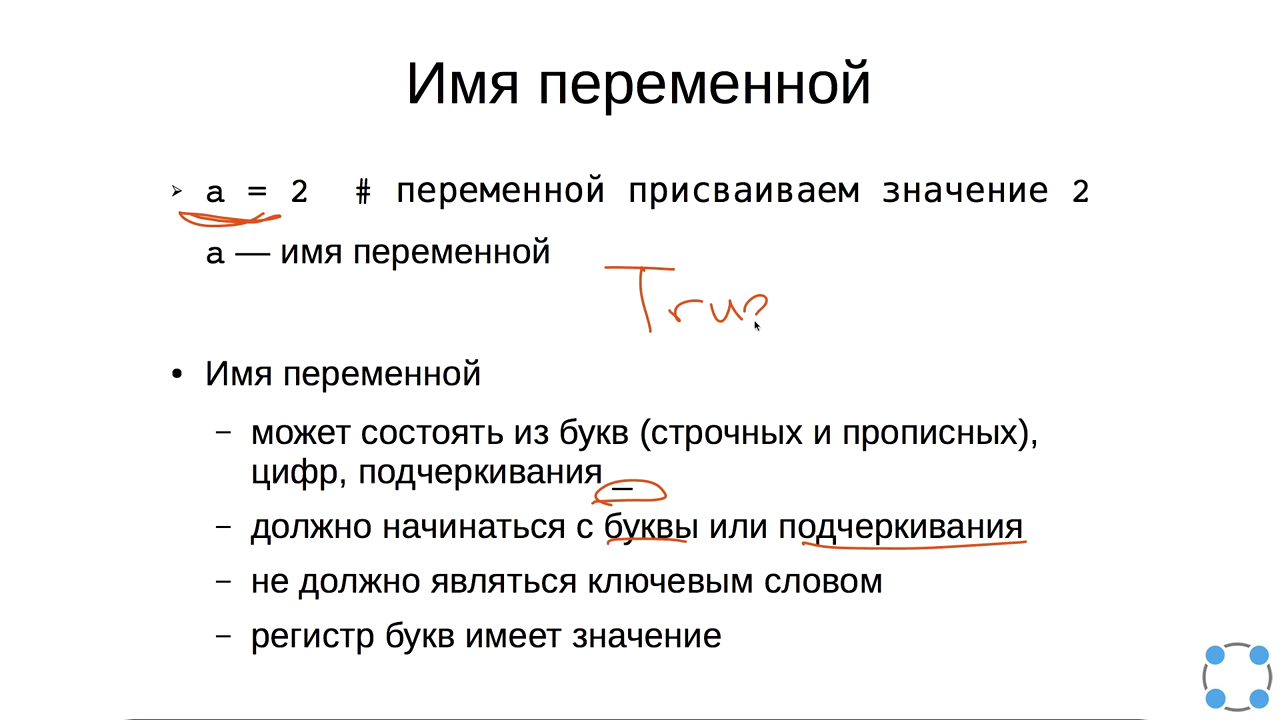 Имя переменной
➢ a = 2 # переменной присваиваем значение 2
a — имя переменной
True
• Имя переменной
– может состоять из букв (строчных и прописных),
цифр, подчеркивания _
– должно начинаться с буквы или подчеркивания
– не должно являться ключевым словом
– регистр букв имеет значение